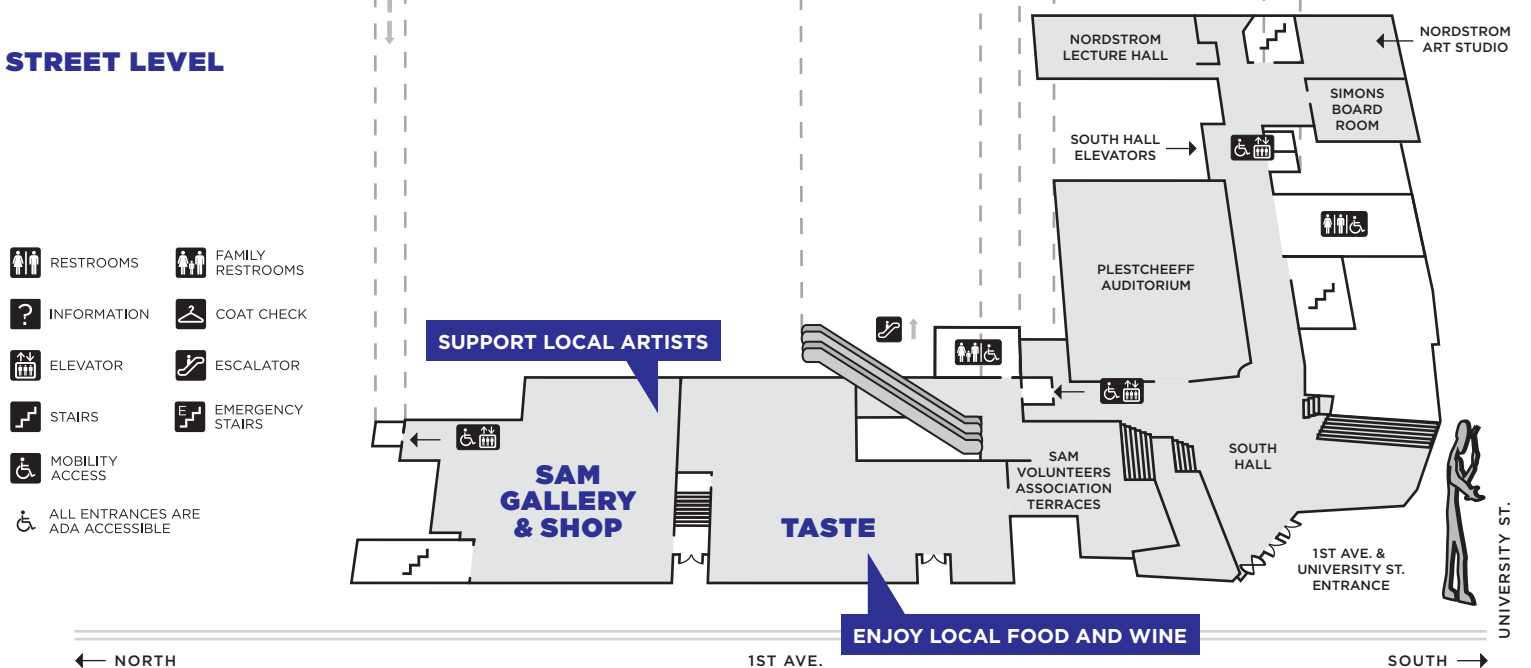 STREET LEVEL
NORDSTROM
LECTURE HALL
NORDSTROM
ART STUDIO
SIMONS
BOARD
ROOM
SOUTH HALL
ELEVATORS
RESTROOMS
FAMILY
RESTROOMS
?
INFORMATION
COAT CHECK
ELEVATOR
ESCALATOR
STAIRS
E
EMERGENCY
STAIRS
MOBILITY
ACCESS
ALL ENTRANCES ARE
ADA ACCESSIBLE
PLESTCHEEFF
AUDITORIUM
SUPPORT LOCAL ARTISTS
SAM
GALLERY
& SHOP
TASTE
SAM
VOLUNTEERS
ASSOCIATION
TERRACES
SOUTH
HALL
1ST AVE. &
UNIVERSITY ST.
ENTRANCE
UNIVERSITY ST.
ENJOY LOCAL FOOD AND WINE
NORTH
1ST AVE.
SOUTH